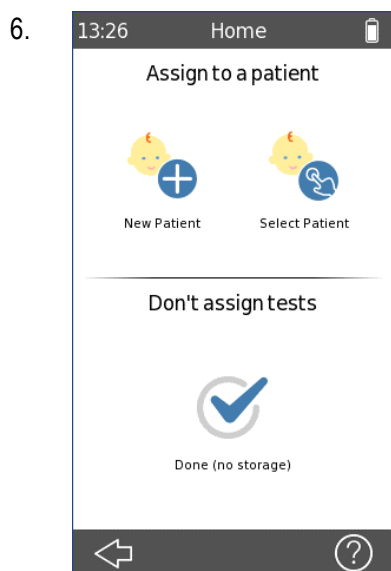 6.
13:26 Home
Assign to a patient
New Patient Select Patient
Don't assign tests
Done (no storage)
?